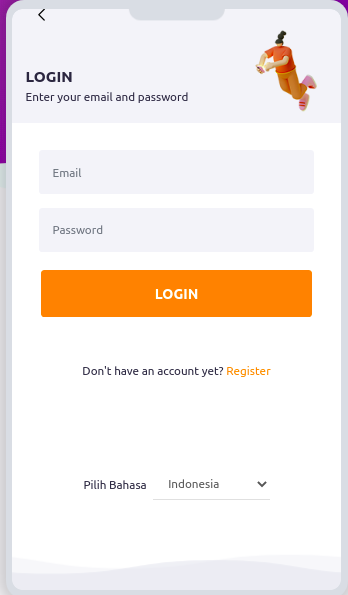 LOGIN
Enter your email and password
Email
Password
LOGIN
Don't have an account yet? Register
Pilih Bahasa Indonesia